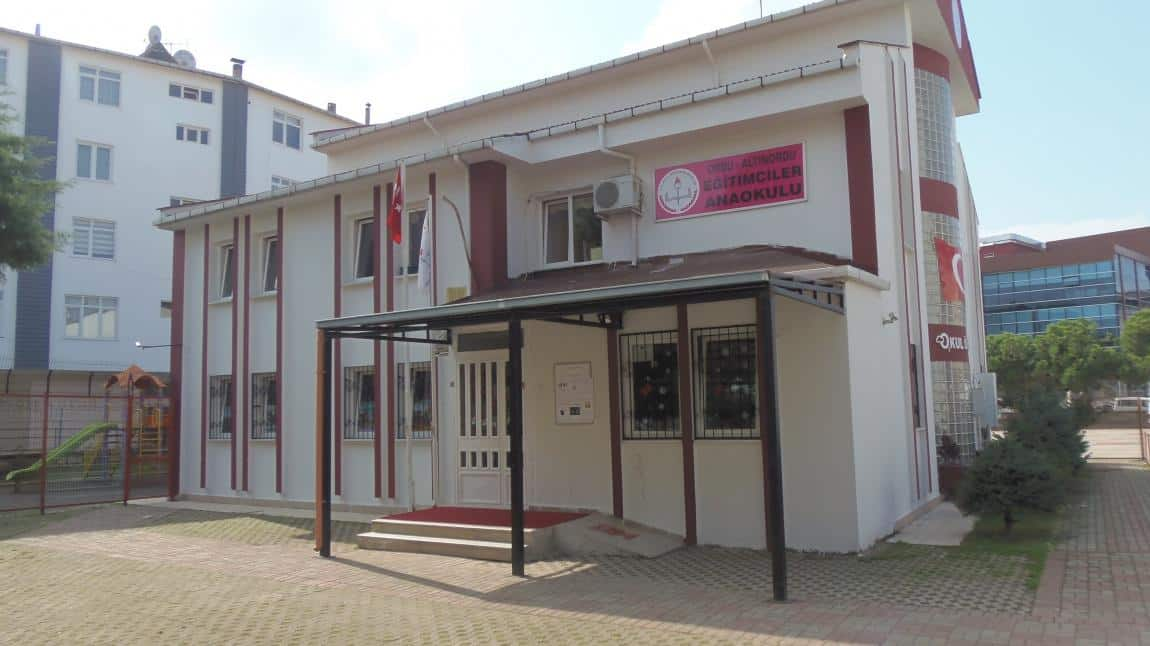 ORDU - ALTINORDU
EĞİTİMCİLER
ANAOKULU
OKUL